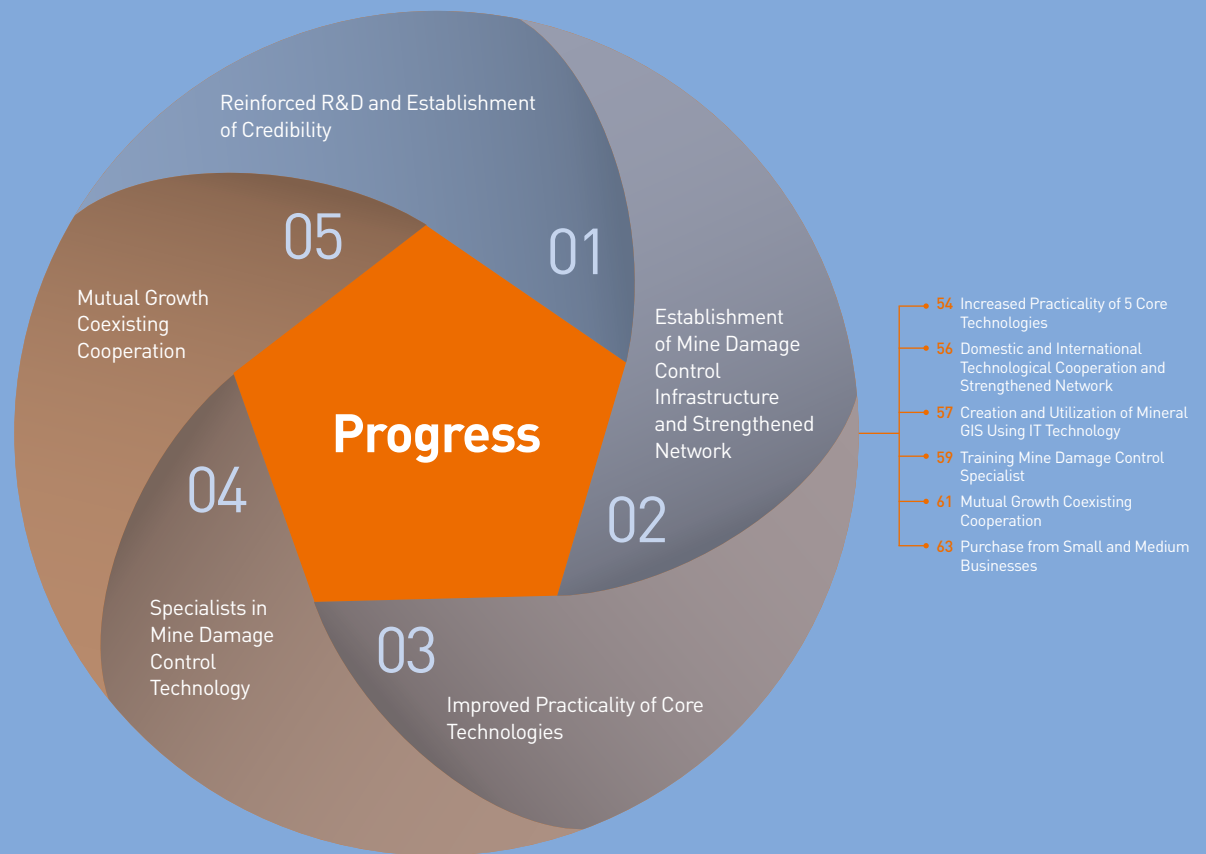 Reinforced R&D and Establishment
of Credibility
01
Establishment
of Mine Damage
Control
Infrastructure
and Strengthened
Network
02
03
Improved Practicality of Core
Technologies
04
Specialists in
Mine Damage
Control
Technology
05
Mutual Growth
Coexisting
Cooperation
Progress
54 Increased Practicality of 5 Core
Technologies
56 Domestic and International
Technological Cooperation and
Strengthened Network
57 Creation and Utilization of Mineral
GIS Using IT Technology
59 Training Mine Damage Control
Specialist
61 Mutual Growth Coexisting
Cooperation
63 Purchase from Small and Medium
Businesses